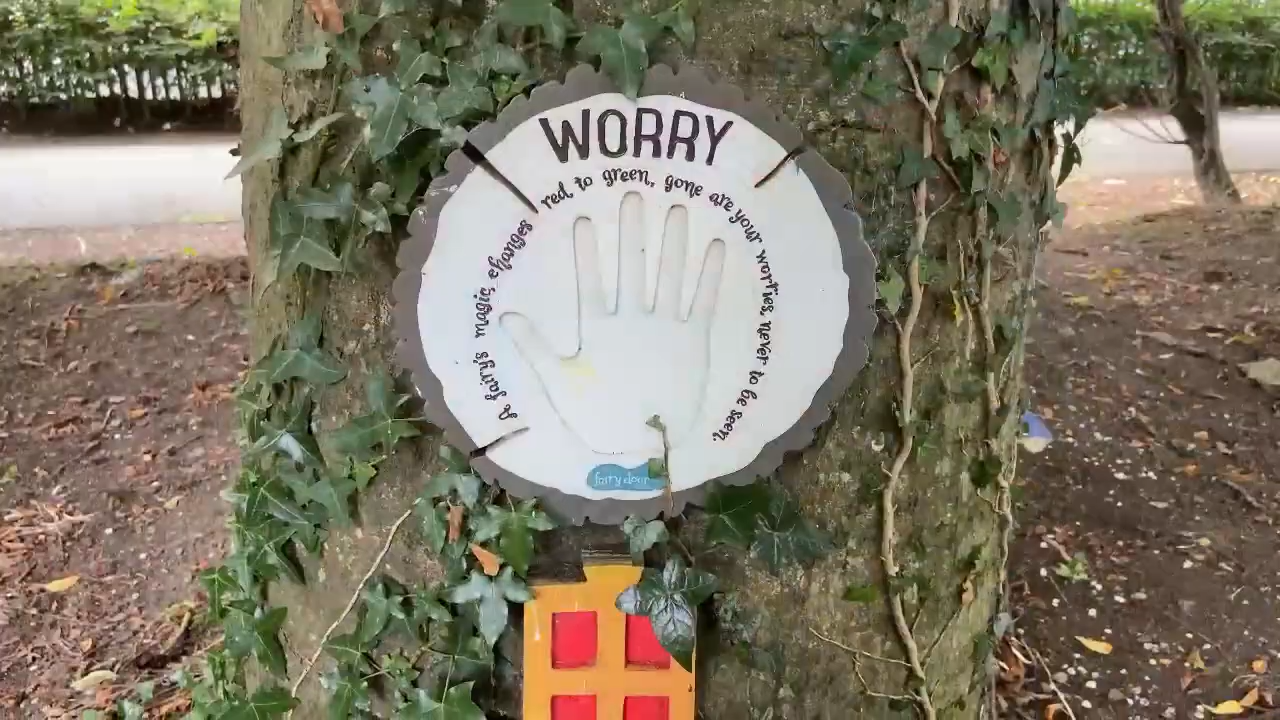 WORRY
A fairy's magic, changes red to green, gone are your worries, never to be seen.
fairy door